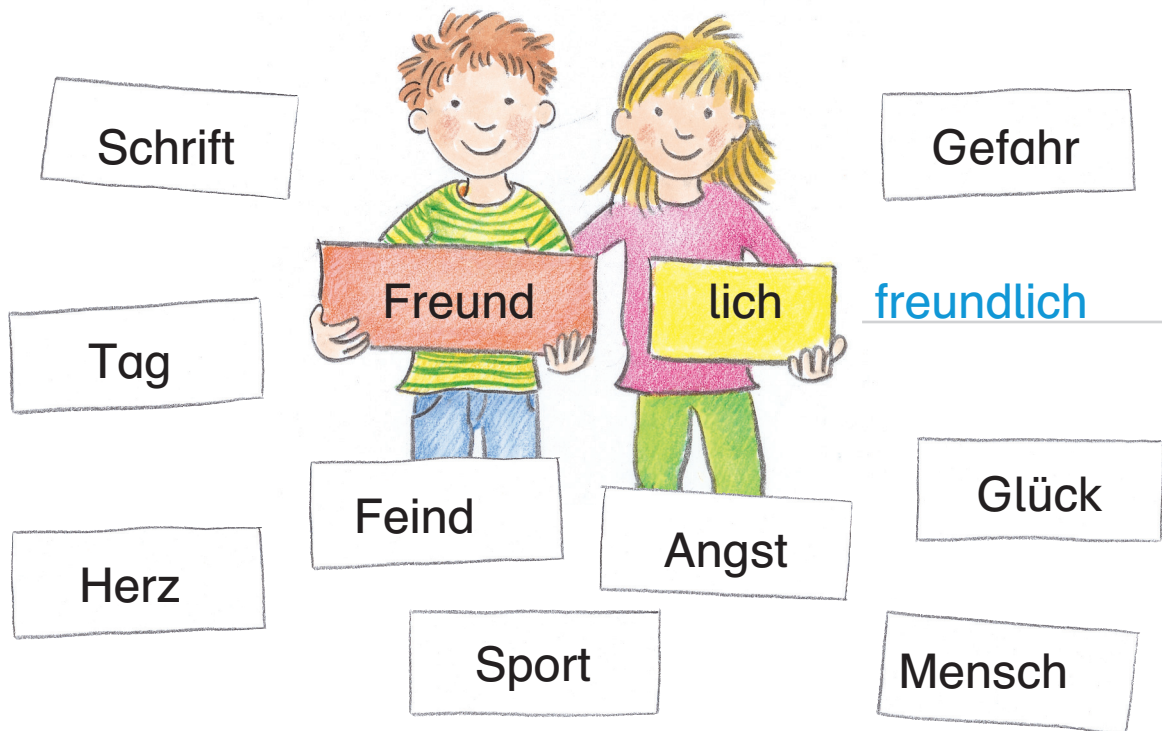 Schrift
Gefahr
Freund
lich
freundlich
Tag
Feind
Glück
Angst
Herz
Sport
Mensch